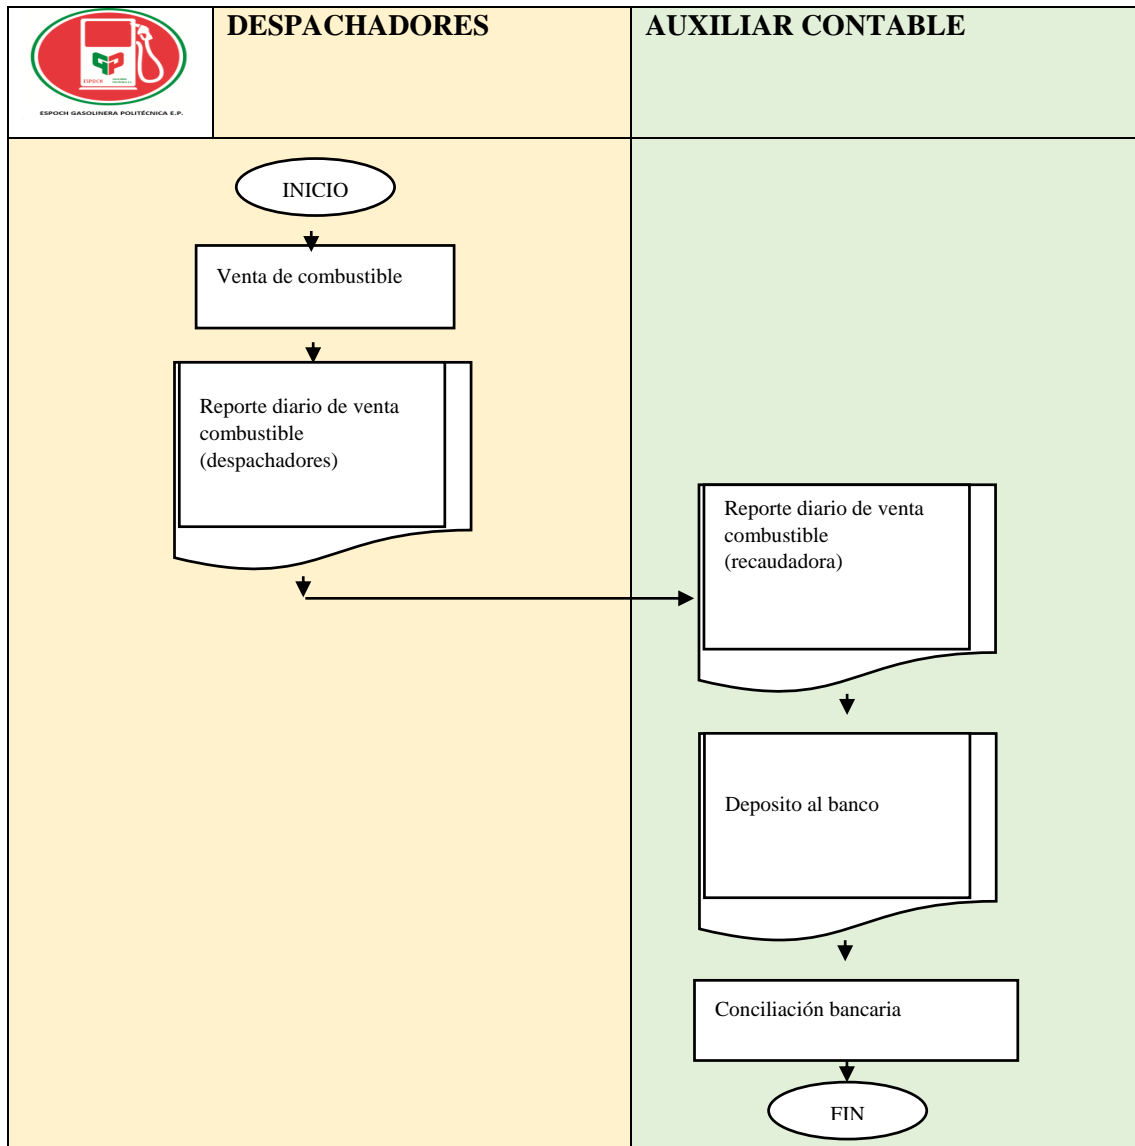 ESPOCH
ESPOCH GASOLINERA POLITÉCNICA E.P.
DESPACHADORES
AUXILIAR CONTABLE
INICIO
Venta de combustible
Reporte diario de venta
combustible
(despachadores)
Reporte diario de venta
combustible
(recaudadora)
Deposito al banco
Conciliación bancaria
FIN